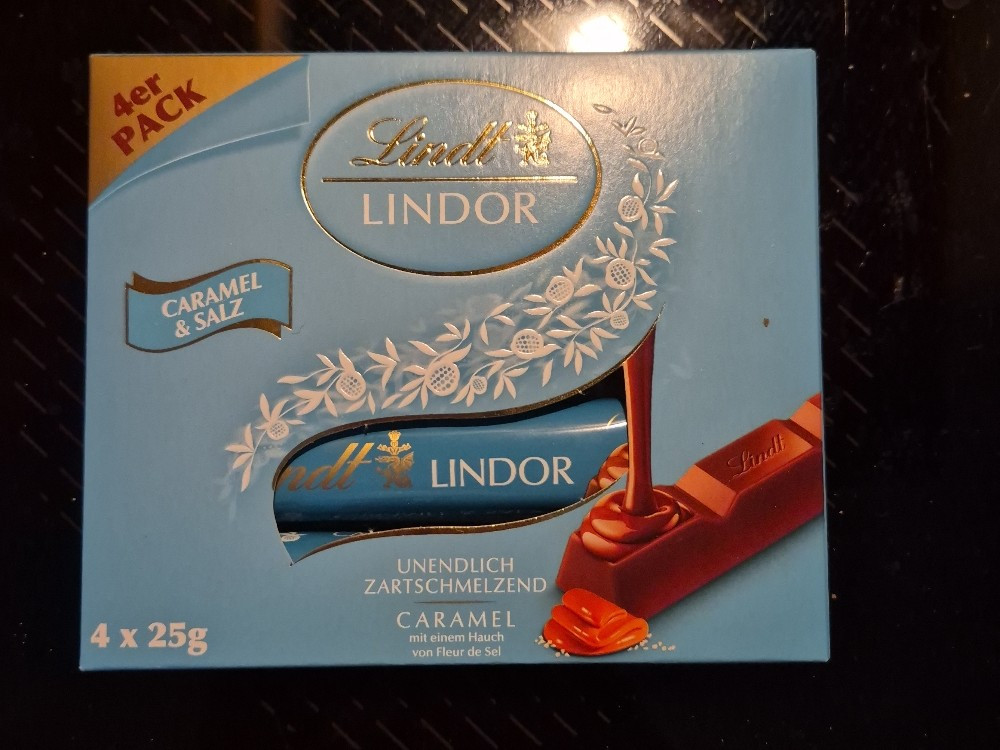 4er
PACK
Lindt
LINDOR
CARAMEL
& SALZ
ndt LINDOR
Lindt
UNENDLICH
ZARTSCHMELZEND
CARAMEL
mit einem Hauch
von Fleur de Sel
4 x 25g